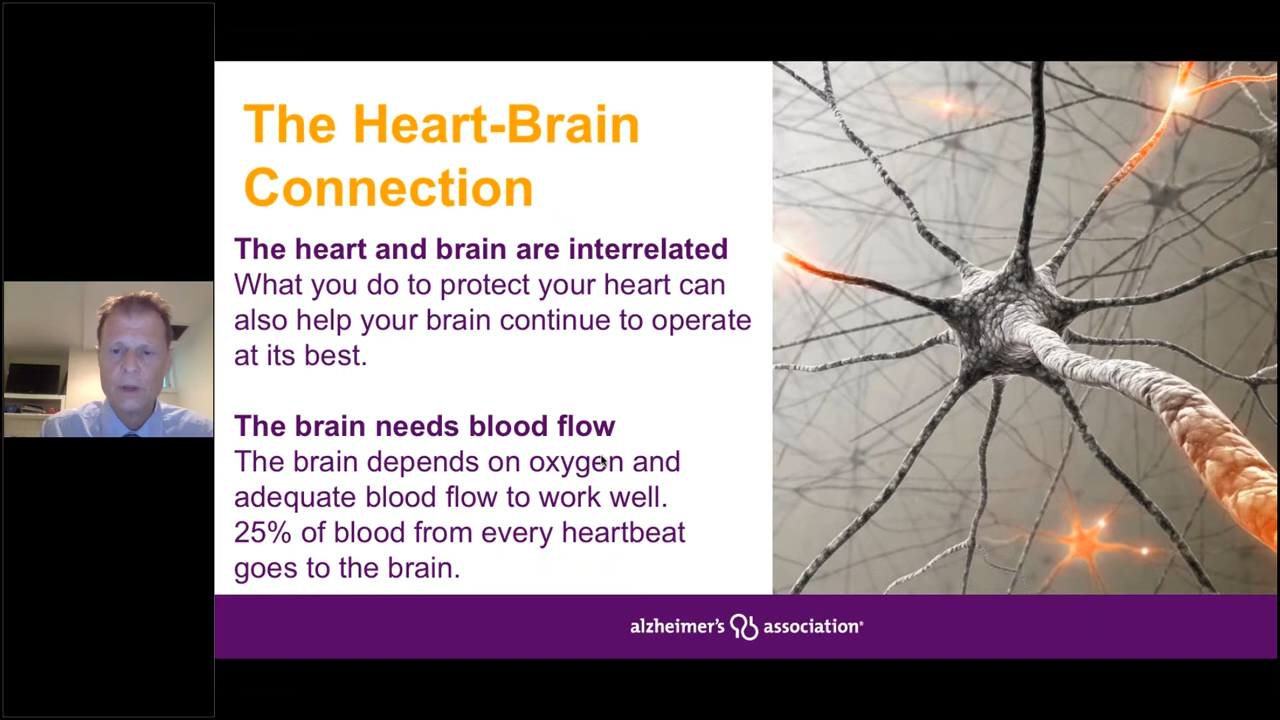 The Heart-Brain
Connection
The heart and brain are interrelated
What you do to protect your heart can
also help your brain continue to operate
at its best.
The brain needs blood flow
The brain depends on oxygen and
adequate blood flow to work well.
25% of blood from every heartbeat
goes to the brain.
alzheimer's association®